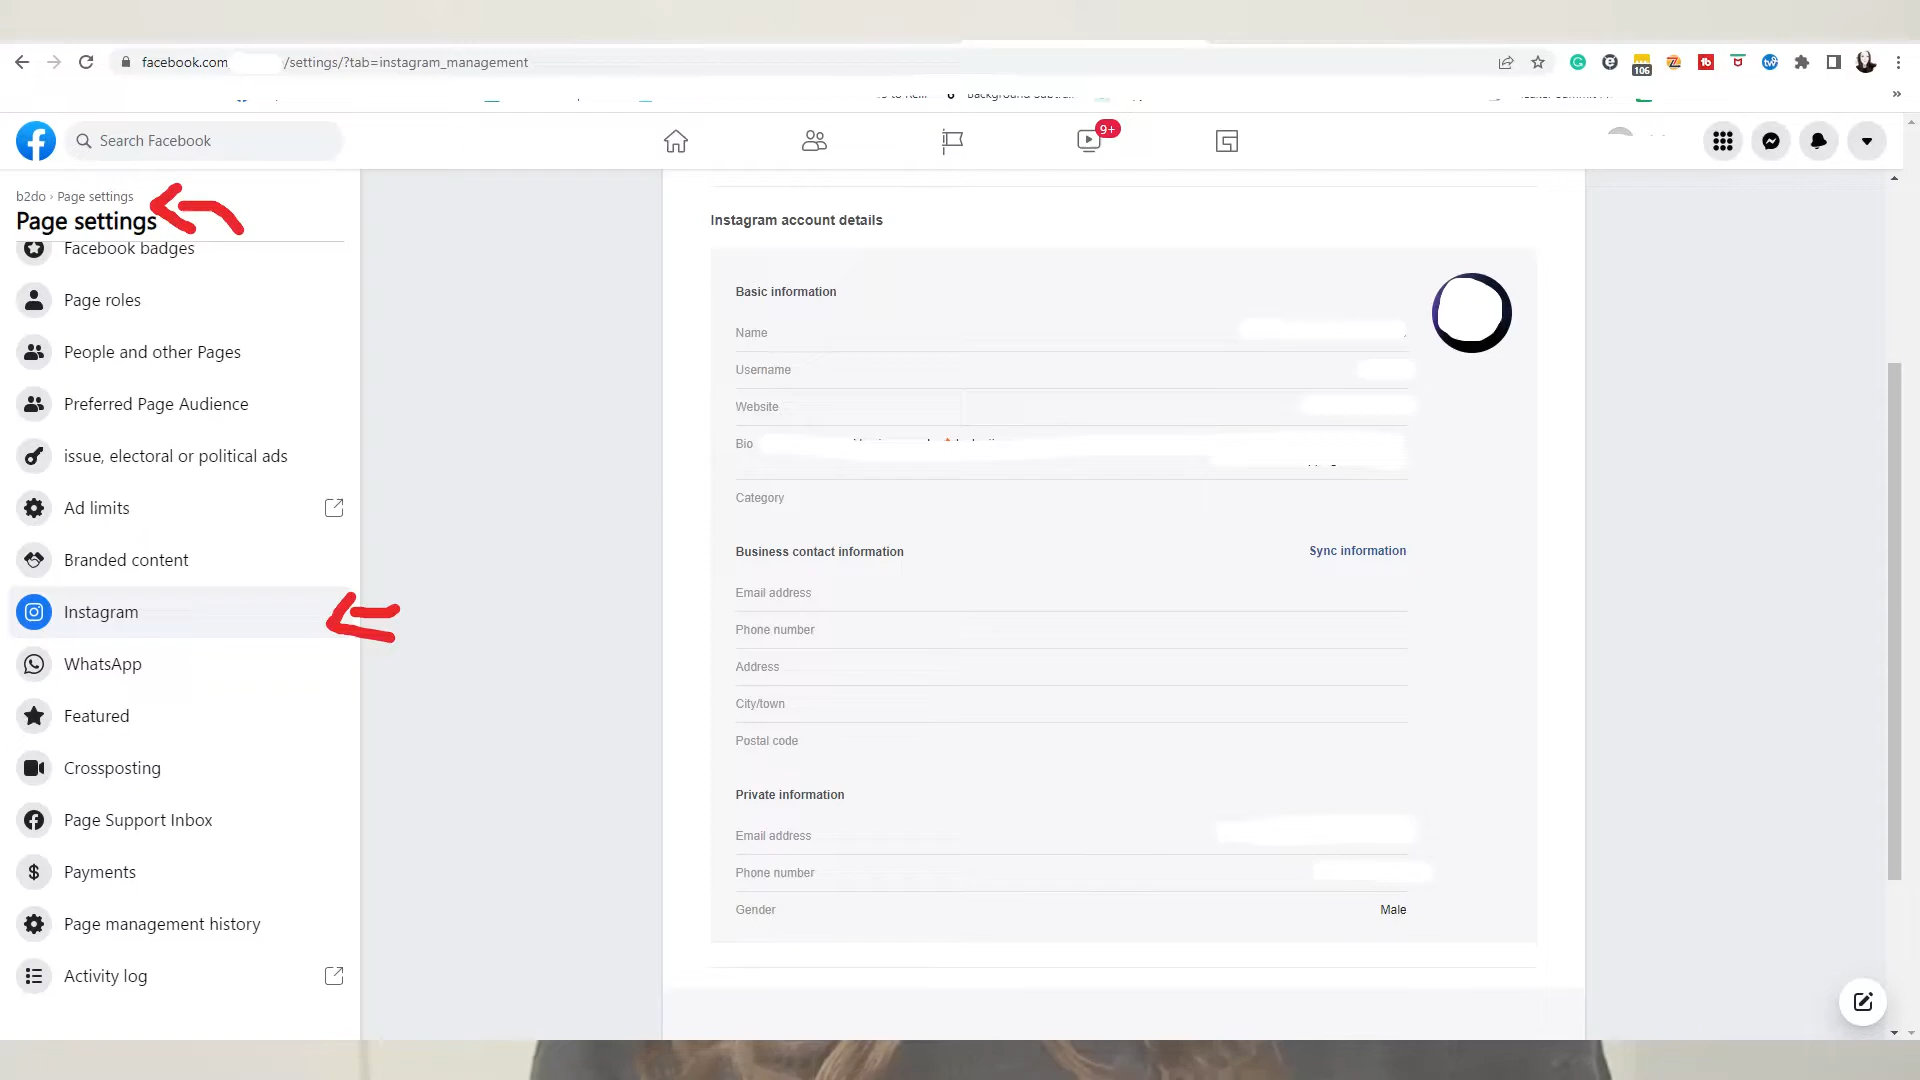 facebook.com /settings/?tab=instagram_management
106
Search Facebook
9+
b2do › Page settings
Page settings
Facebook badges
Page roles
People and other Pages
Preferred Page Audience
issue, electoral or political ads
Ad limits
Branded content
Instagram
WhatsApp
Featured
Crossposting
Page Support Inbox
Payments
Page management history
Activity log
Instagram account details
Basic information
Name
Username
Website
Bio
Category
Business contact information Sync information
Email address
Phone number
Address
City/town
Postal code
Private information
Email address
Phone number
Gender Male